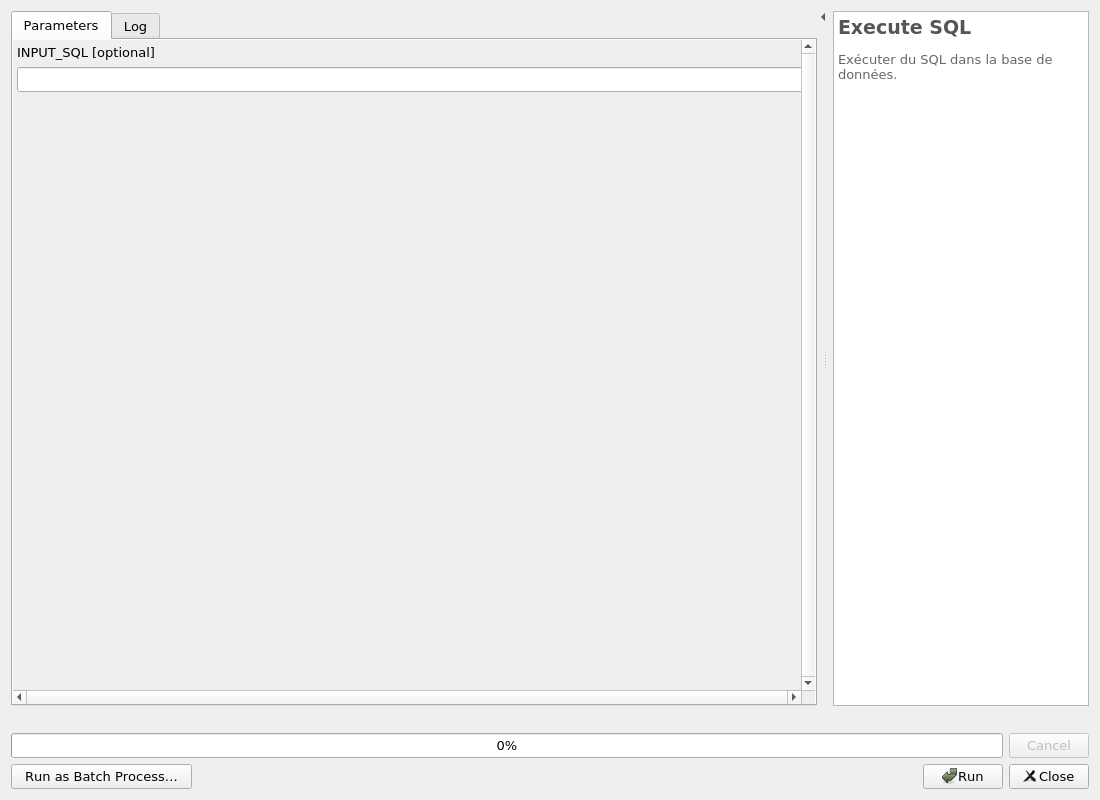 Parameters
Log
INPUT_SQL [optional]
Execute SQL
Exécuter du SQL dans la base de
données.
0%
Cancel
Run as Batch Process…
Run
Close